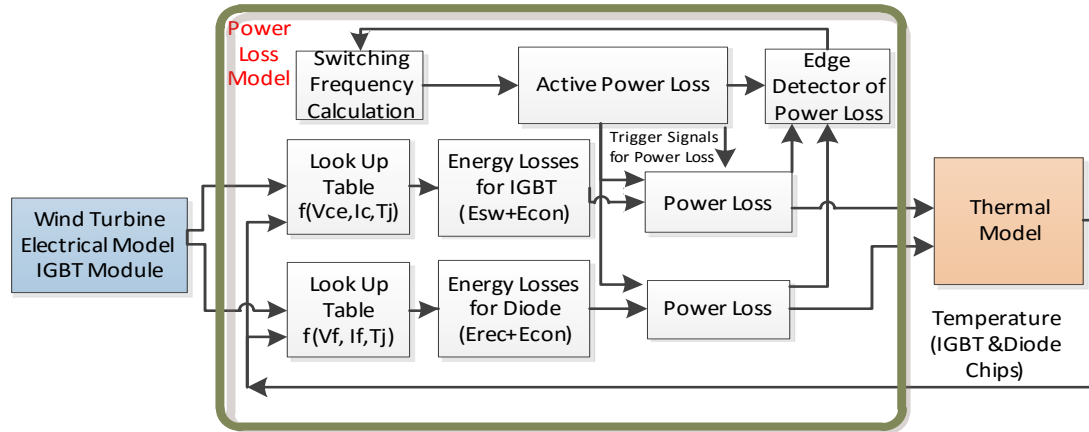 Power
Loss
Model
Switching
Frequency
Calculation
Active Power Loss
Edge
Detector of
Power Loss
Trigger Signals
for Power Loss
Look Up
Table
f(Vce,Ic,Tj)
Energy Losses
for IGBT
(Esw+Econ)
Power Loss
Wind Turbine
Electrical Model
IGBT Module
Thermal
Model
Look Up
Table
f(Vf, If,Tj)
Energy Losses
for Diode
(Erec+Econ)
Power Loss
Temperature
(IGBT &Diode
Chips)